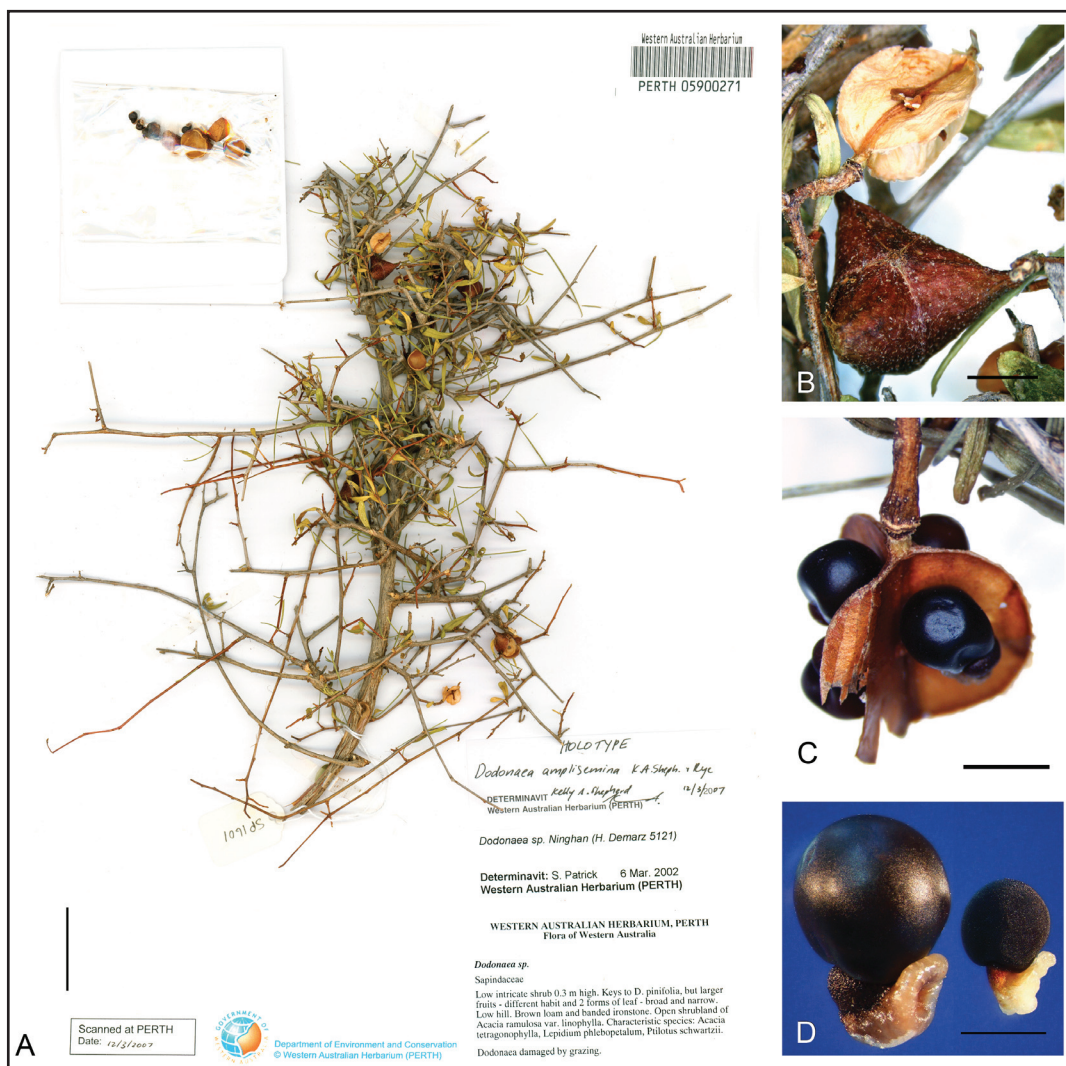 Western Australian Herbarium
PERTH 05900271
HOLOTYPE
Dodonaea amplisemina K.A.Sheph. & Rye
DETERMINAVIT Kelly A. Shepherd 12/3/2007
Western Australian Herbarium (PERTH)
Dodonaea sp. Ninghan (H. Demarz 5121)
Determinavit: S. Patrick 6 Mar. 2002
Western Australian Herbarium (PERTH)
WESTERN AUSTRALIAN HERBARIUM, PERTH
Flora of Western Australia
Dodonaea sp.
Sapindaceae
Low intricate shrub 0.3 m high. Keys to D. pinifolia, but larger
fruits - different habit and 2 forms of leaf - broad and narrow.
Low hill. Brown loam and banded ironstone. Open shrubland of
Acacia ramulosa var. linophylla. Characteristic species: Acacia
tetragonophylla, Lepidium phlebopetalum, Ptilotus schwartzii.
Dodonaea damaged by grazing.
SP1601
Scanned at PERTH
Date: 12/3/2007
GOVERNMENT OF
WESTERN AUSTRALIA
Department of Environment and Conservation
© Western Australian Herbarium (PERTH)
A
B
C
D